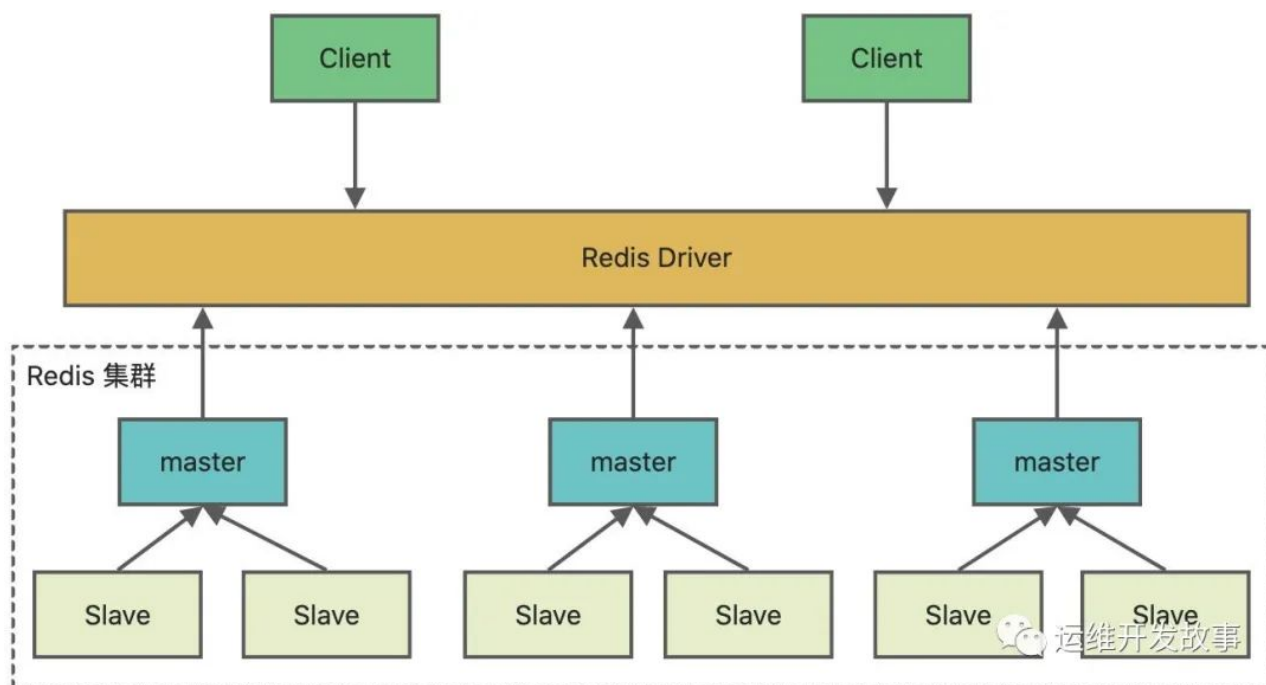 Client
Client
Redis Driver
Redis 集群
master
master
master
Slave
Slave
Slave
Slave
Slave
Slave
运维开发故事